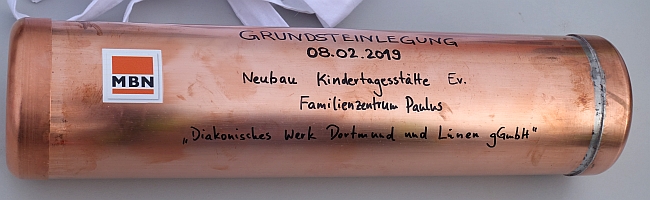 GRUNDSTEINLEGUNG
08.02.2019
MBN
Neubau Kindertagesstätte Ev.
Familienzentrum Paulus
„Diakonisches Werk Dortmund und Lünen gGmbH"